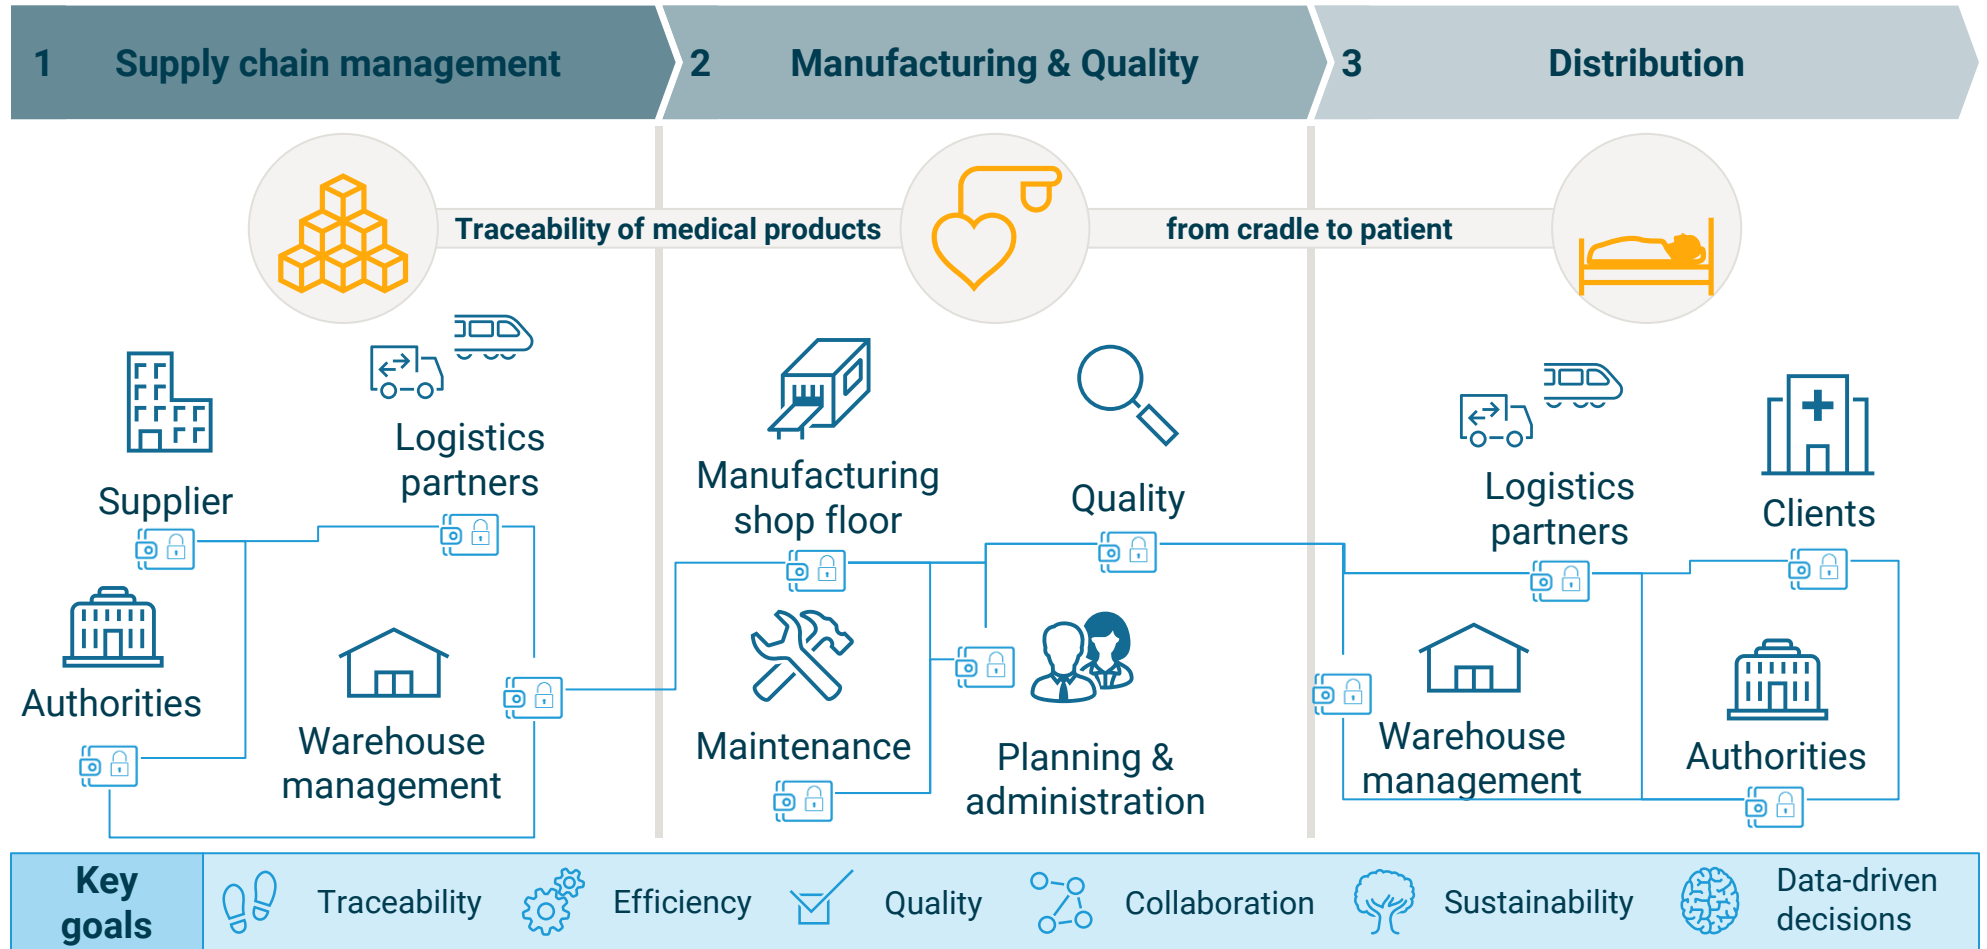 1 Supply chain management
2 Manufacturing & Quality
3 Distribution
Traceability of medical products
from cradle to patient
Supplier
Logistics
partners
Authorities
Warehouse
management
Manufacturing
shop floor
Quality
Maintenance
Planning &
administration
Logistics
partners
Clients
Warehouse
management
Authorities
Key
goals
Traceability
Efficiency
Quality
Collaboration
Sustainability
Data-driven
decisions